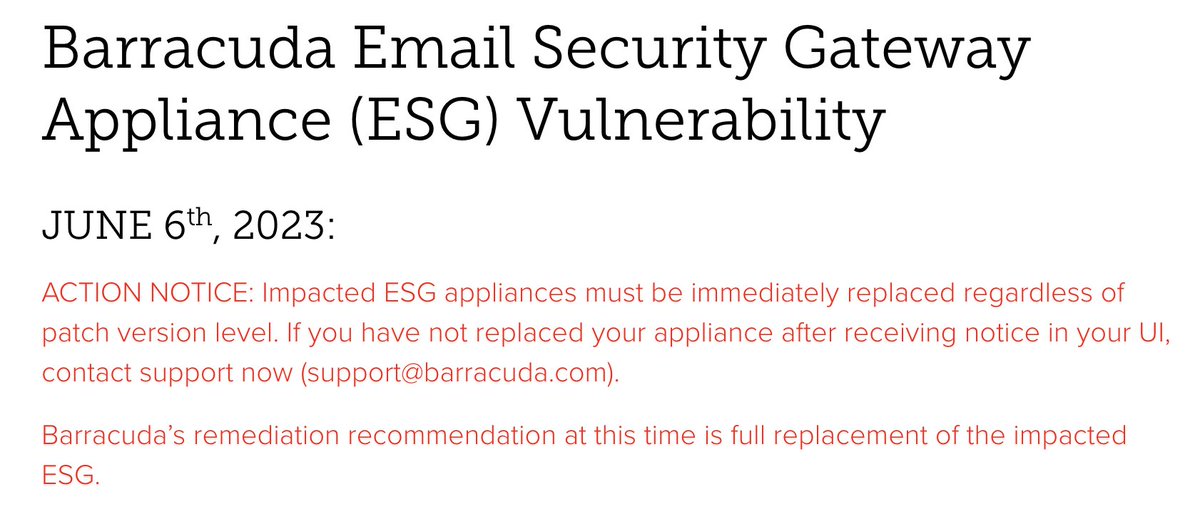 Barracuda Email Security Gateway
Appliance (ESG) Vulnerability
JUNE 6th, 2023:
ACTION NOTICE: Impacted ESG appliances must be immediately replaced regardless of
patch version level. If you have not replaced your appliance after receiving notice in your UI,
contact support now (support@barracuda.com).
Barracuda’s remediation recommendation at this time is full replacement of the impacted
ESG.